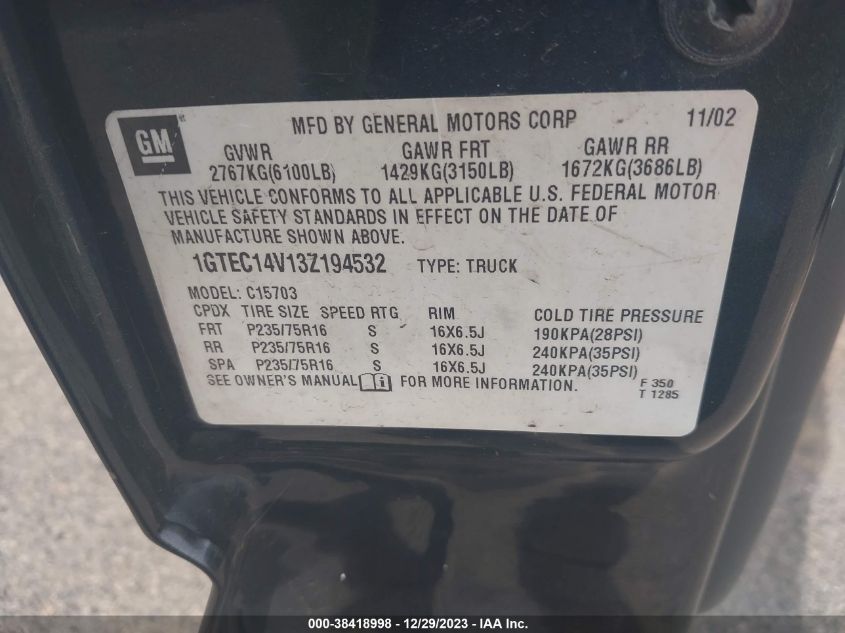 GM
MFD BY GENERAL MOTORS CORP 11/02
GVWR GAWR FRT GAWR RR
2767KG(6100LB) 1429KG(3150LB) 1672KG(3686LB)
THIS VEHICLE CONFORMS TO ALL APPLICABLE U.S. FEDERAL MOTOR
VEHICLE SAFETY STANDARDS IN EFFECT ON THE DATE OF
MANUFACTURE SHOWN ABOVE.
1GTEC14V13Z194532 TYPE: TRUCK
MODEL: C15703
CPDX TIRE SIZE SPEED RTG RIM COLD TIRE PRESSURE
FRT P235/75R16 S 16X6.5J 190KPA(28PSI)
RR P235/75R16 S 16X6.5J 240KPA(35PSI)
SPA P235/75R16 S 16X6.5J 240KPA(35PSI)
SEE OWNER'S MANUAL FOR MORE INFORMATION.
F 350
T 1285
000-38418998 - 12/29/2023 - IAA Inc.